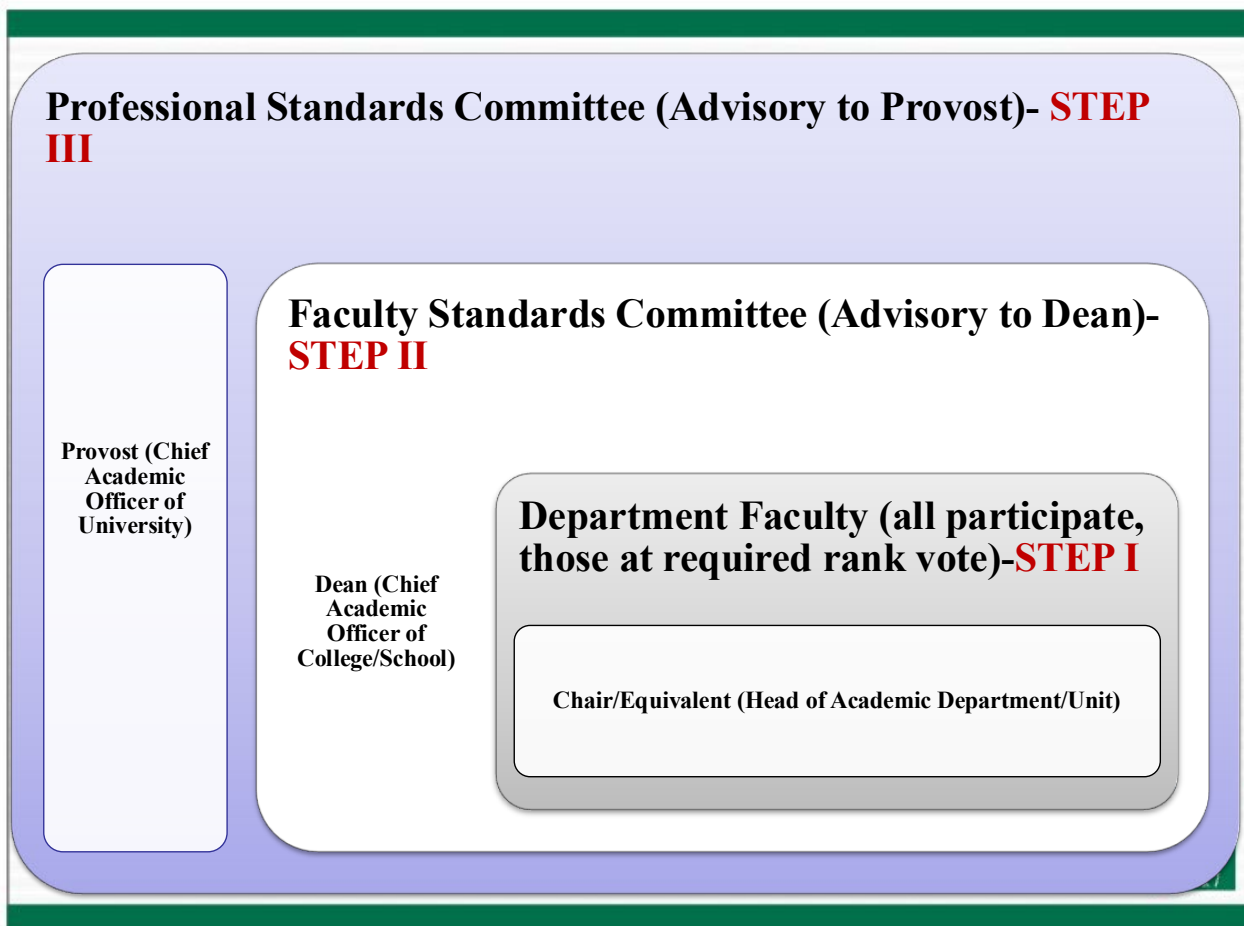 Professional Standards Committee (Advisory to Provost)- STEP
III
Faculty Standards Committee (Advisory to Dean)-
STEP II
Provost (Chief
Academic
Officer of
University)
Department Faculty (all participate,
those at required rank vote)-STEP I
Dean (Chief
Academic
Officer of
College/School)
Chair/Equivalent (Head of Academic Department/Unit)